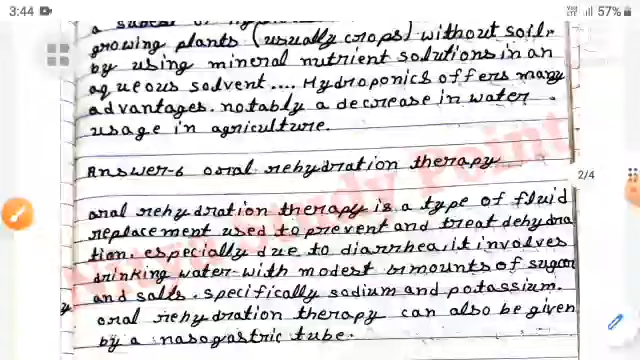 3:44
57%
growing plants (usually crops) without soil,
by using mineral nutrient solutions in an
aqueous solvent .... Hydroponics offers many
advantages. notably a decrease in water
usage in agriculture.
Answer-6 oral rehydration therapy
2/4
oral rehydration therapy is a type of fluid
replacement used to prevent and treat dehydra
tion, especially due to diarrhea, it involves
drinking water with modest amounts of sugar
and salts, specifically sodium and potassium.
oral rehydration therapy can also be given
by a nasogastric tube.